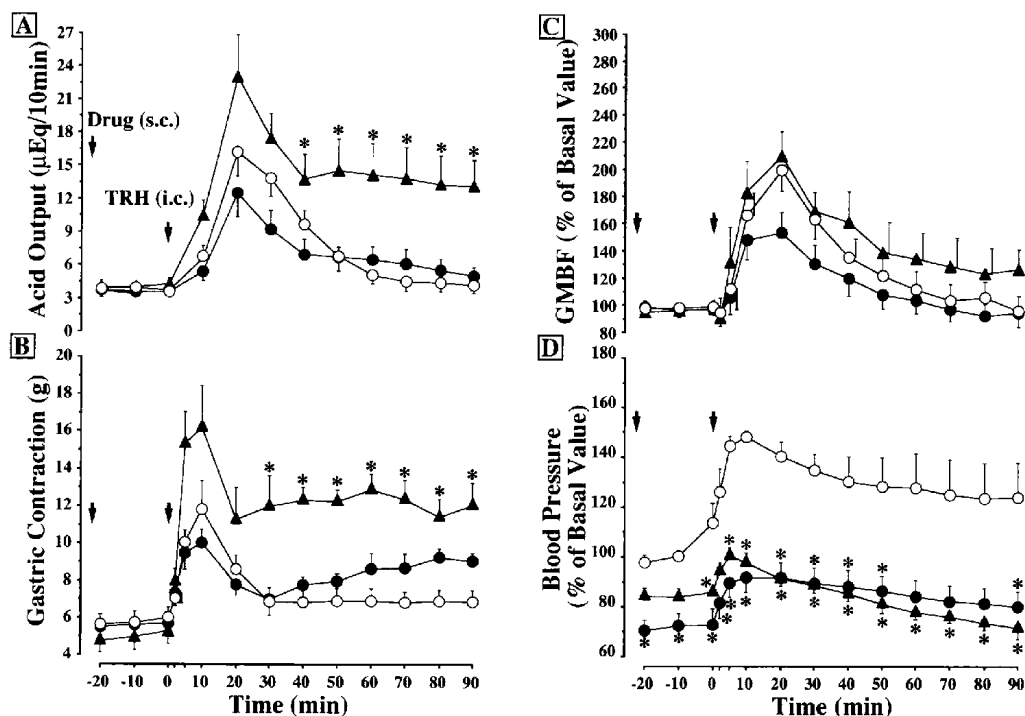 A
Acid Output (μEq/10min)
27
24
21
18
15
12
9
6
3
0
Drug (s.c.)
TRH (i.c.)
* * * * * *
B
Gastric Contraction (g)
20
18
16
14
12
10
8
6
4
* * * * * * *
-20 -10 0 10 20 30 40 50 60 70 80 90
Time (min)
C
GMBF (% of Basal Value)
300
280
260
240
220
200
180
160
140
120
100
80
D
Blood Pressure
(% of Basal Value)
180
160
140
120
100
80
60
* * * * * * * *
* * * * * * * * * * * * *
-20 -10 0 10 20 30 40 50 60 70 80 90
Time (min)